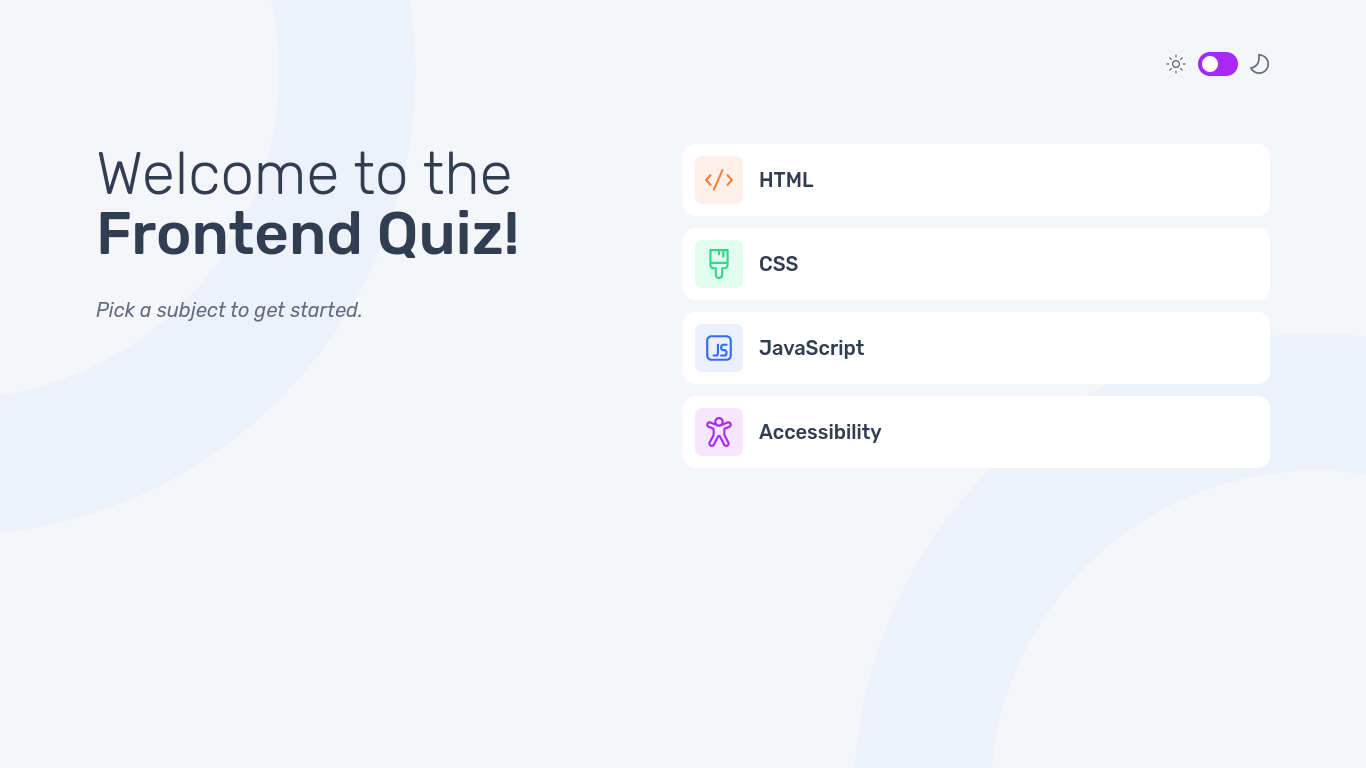 Welcome to the
Frontend Quiz!
Pick a subject to get started.
HTML
CSS
JS
JavaScript
Accessibility